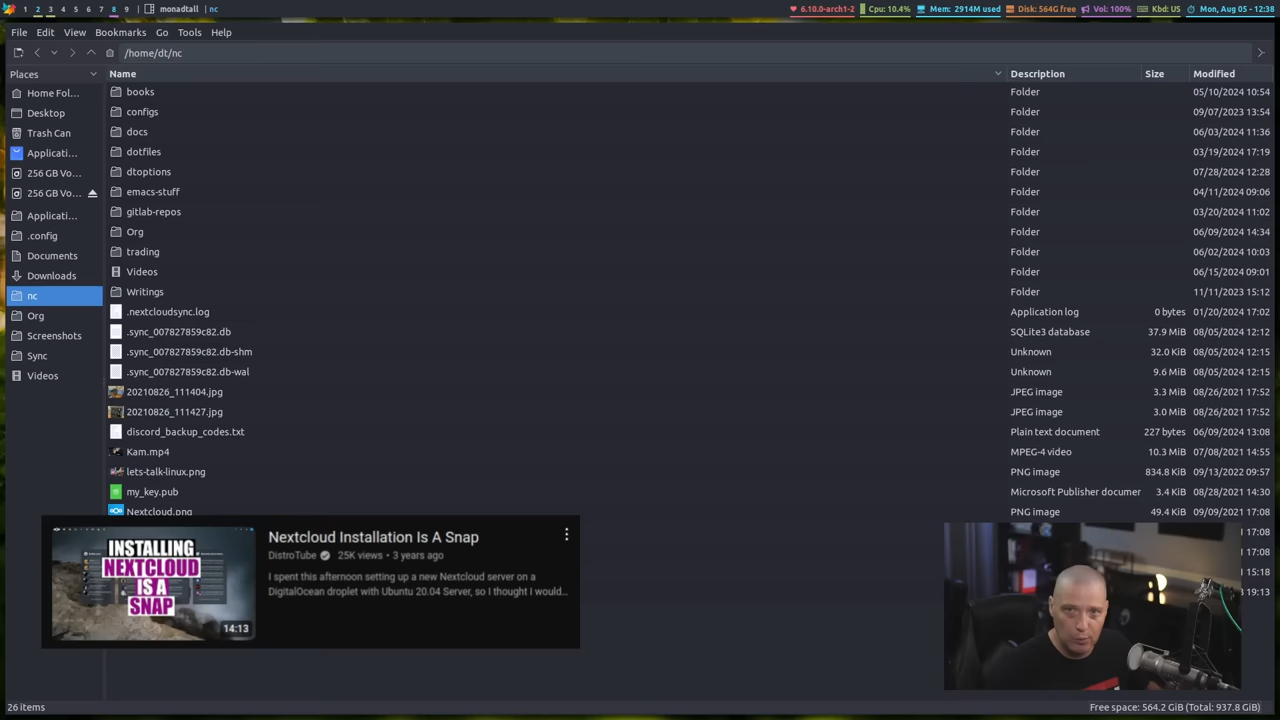 1 2 3 4 5 6 7 8 9 monadtall | nc 6.10.0-arch1-2 Cpu: 10.4% Mem: 2914M used Disk: 564G free Vol: 100% Kbd: US Mon, Aug 05 - 12:38
File Edit View Bookmarks Go Tools Help
/home/dt/nc
Places Name Description Size Modified
Home Fol... books Folder 05/10/2024 10:54
Desktop configs Folder 09/07/2023 13:54
Trash Can docs Folder 06/03/2024 11:36
Applicati... dotfiles Folder 03/19/2024 17:19
256 GB Vo... dtoptions Folder 07/28/2024 12:28
256 GB Vo... emacs-stuff Folder 04/11/2024 09:06
Applicati... gitlab-repos Folder 03/20/2024 11:02
.config Org Folder 06/09/2024 14:34
Documents trading Folder 06/02/2024 10:03
Downloads Videos Folder 06/15/2024 09:01
nc Writings Folder 11/11/2023 15:12
Org .nextcloudsync.log Application log 0 bytes 01/20/2024 17:02
Screenshots .sync_007827859c82.db SQLite3 database 37.9 MiB 08/05/2024 12:12
Sync .sync_007827859c82.db-shm Unknown 32.0 KiB 08/05/2024 12:15
Videos .sync_007827859c82.db-wal Unknown 9.6 MiB 08/05/2024 12:15
20210826_111404.jpg JPEG image 3.3 MiB 08/26/2021 17:52
20210826_111427.jpg JPEG image 3.0 MiB 08/26/2021 17:52
discord_backup_codes.txt Plain text document 227 bytes 06/09/2024 13:08
Kam.mp4 MPEG-4 video 10.3 MiB 07/08/2021 14:55
lets-talk-linux.png PNG image 834.8 KiB 09/13/2022 09:57
my_key.pub Microsoft Publisher documen 3.4 KiB 08/28/2021 14:30
Nextcloud.png PNG image 49.4 KiB 09/09/2021 17:08
17:08
15:18
19:13
INSTALLING
NEXTCLOUD
IS A
SNAP
14:13
Nextcloud Installation Is A Snap
DistroTube 25K views • 3 years ago
I spent this afternoon setting up a new Nextcloud server on a
DigitalOcean droplet with Ubuntu 20.04 Server, so I thought I would...
26 items Free space: 564.2 GiB (Total: 937.8 GiB)